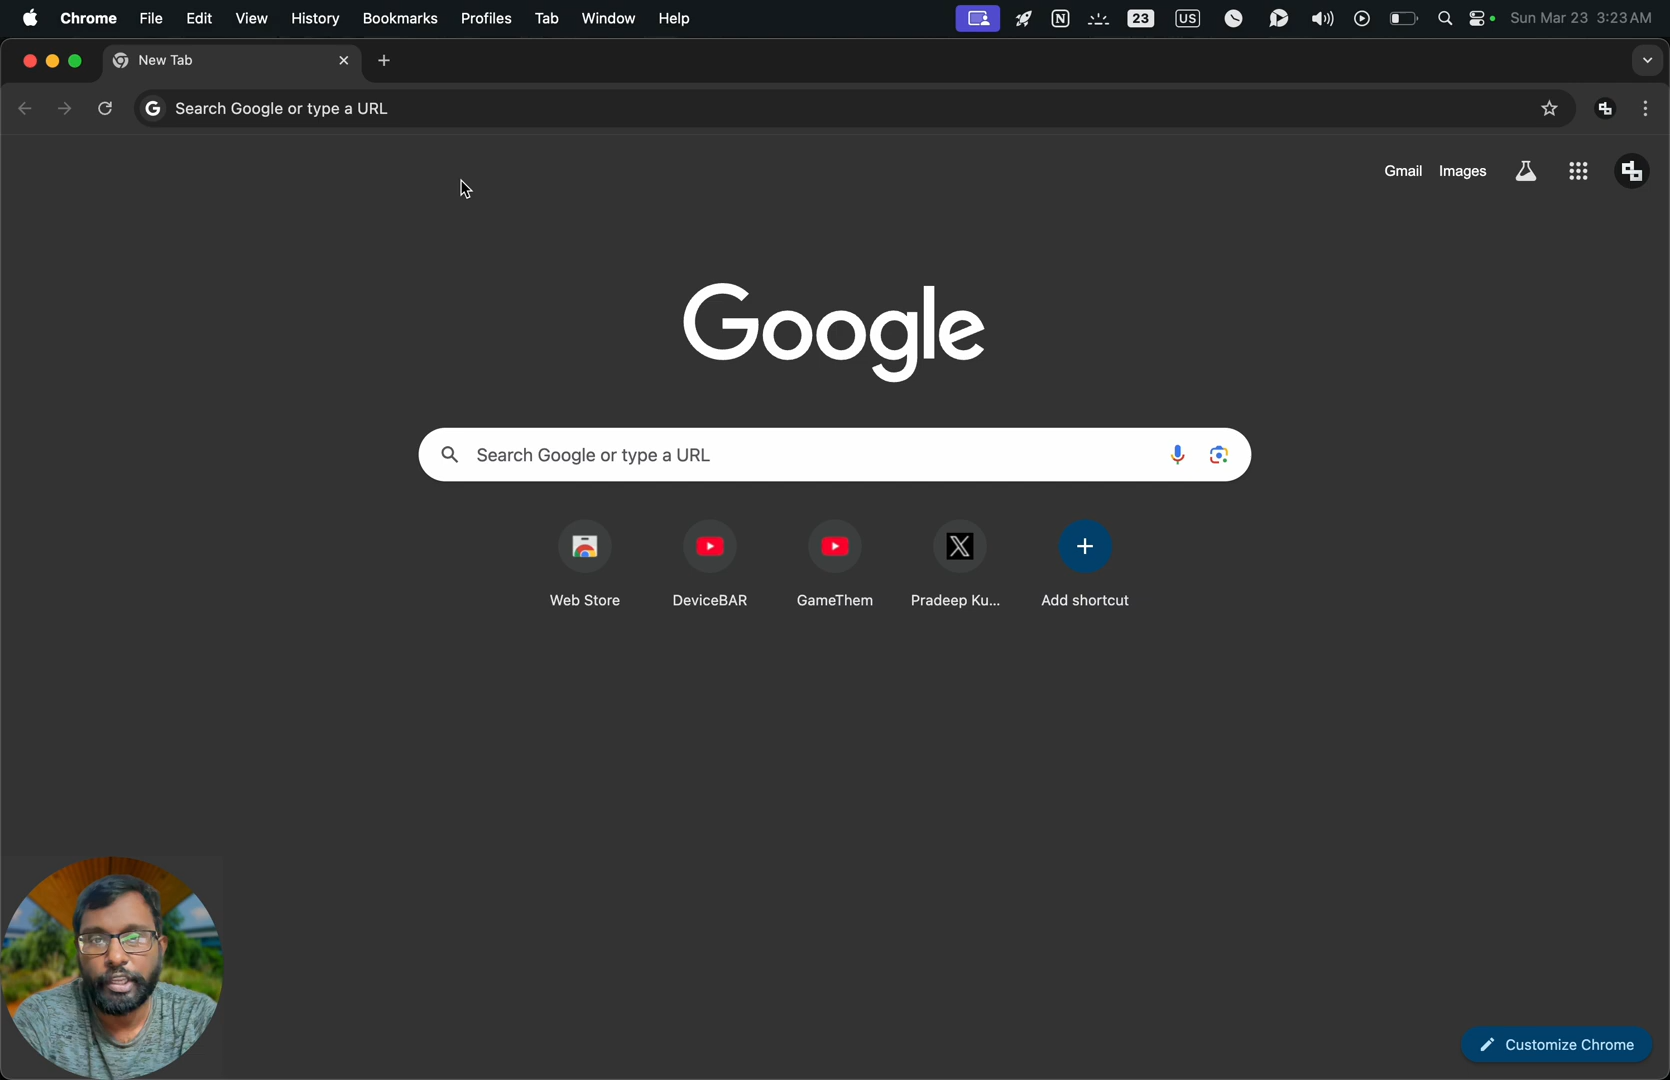 Chrome File Edit View History Bookmarks Profiles Tab Window Help N 23 US Sun Mar 23 3:23 AM
New Tab
G Search Google or type a URL
Gmail Images
Google
Search Google or type a URL
X
Web Store DeviceBAR GameThem Pradeep Ku... Add shortcut
Customize Chrome